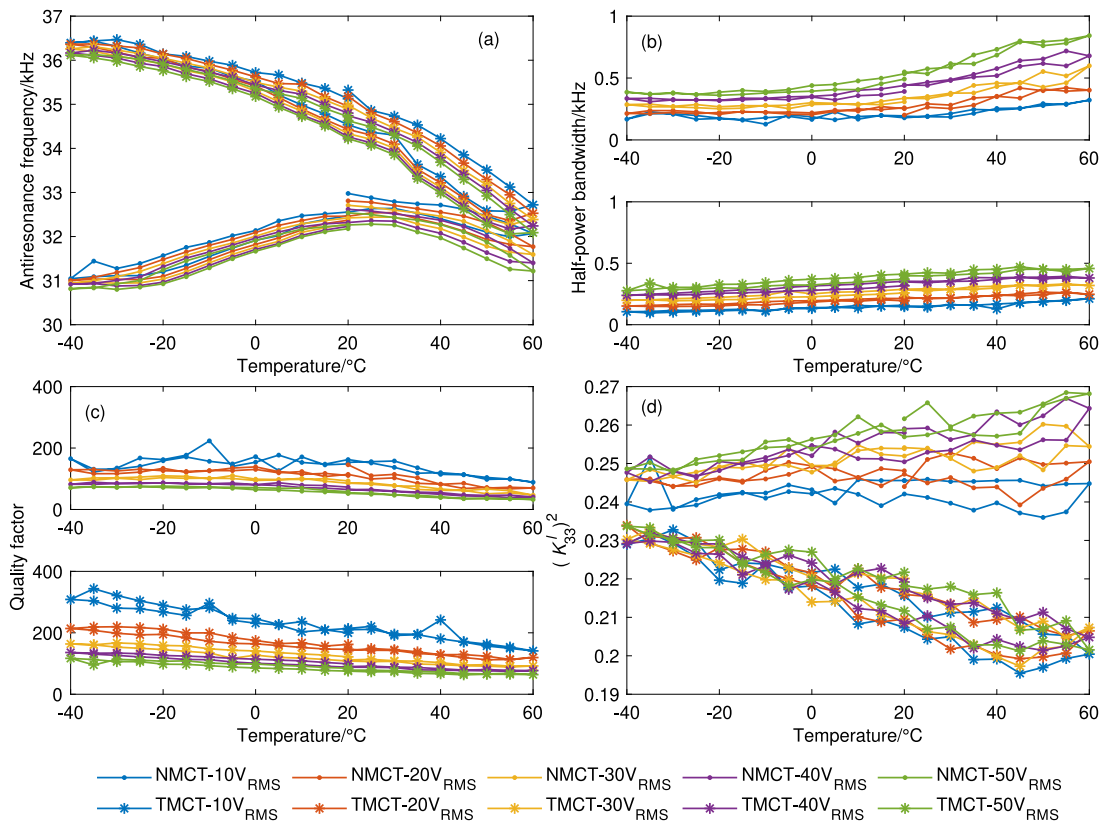 37
36
35
34
33
32
31
30
Antiresonance frequency/kHz
(a)
-40 -20 0 20 40 60
Temperature/°C
1
0.5
0
(b)
-40 -20 0 20 40 60
1
0.5
0
Half-power bandwidth/kHz
-40 -20 0 20 40 60
Temperature/°C
400
200
0
(c)
400
200
0
Quality factor
-40 -20 0 20 40 60
Temperature/°C
0.27
0.26
0.25
0.24
0.23
0.22
0.21
0.2
0.19
(K^l_33)^2
(d)
-40 -20 0 20 40 60
Temperature/°C
NMCT-10V_RMS NMCT-20V_RMS NMCT-30V_RMS NMCT-40V_RMS NMCT-50V_RMS
TMCT-10V_RMS TMCT-20V_RMS TMCT-30V_RMS TMCT-40V_RMS TMCT-50V_RMS